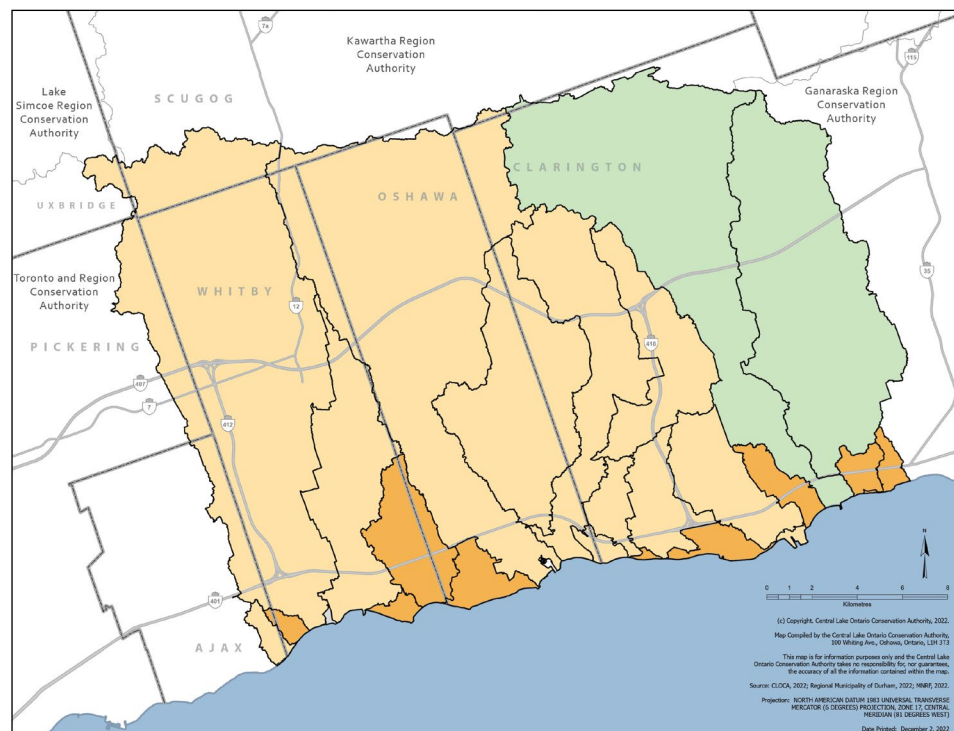 7a
Kawartha Region
Conservation
Authority
115
Lake
Simcoe Region
Conservation
Authority
SCUGOG
Ganaraska Region
Conservation
Authority
CLARINGTON
OSHAWA
UXBRIDGE
Toronto and Region
Conservation
Authority
35
WHITBY
12
PICKERING
418
407
7
412
401
AJAX
N
0 1 2 4 6 8
Kilometres
(c) Copyright. Central Lake Ontario Conservation Authority, 2022.
Map Compiled by the Central Lake Ontario Conservation Authority,
100 Whiting Ave., Oshawa, Ontario, L1H 3T3
This map is for information purposes only and the Central Lake
Ontario Conservation Authority takes no responsibility for, nor guarantees,
the accuracy of all the information contained within the map.
Source: CLOCA, 2022; Regional Municipality of Durham, 2022; MNRF, 2022.
Projection: NORTH AMERICAN DATUM 1983 UNIVERSAL TRANSVERSE
MERCATOR (6 DEGREES) PROJECTION, ZONE 17, CENTRAL
MERIDIAN (81 DEGREES WEST)
Date Printed: December 2, 2022